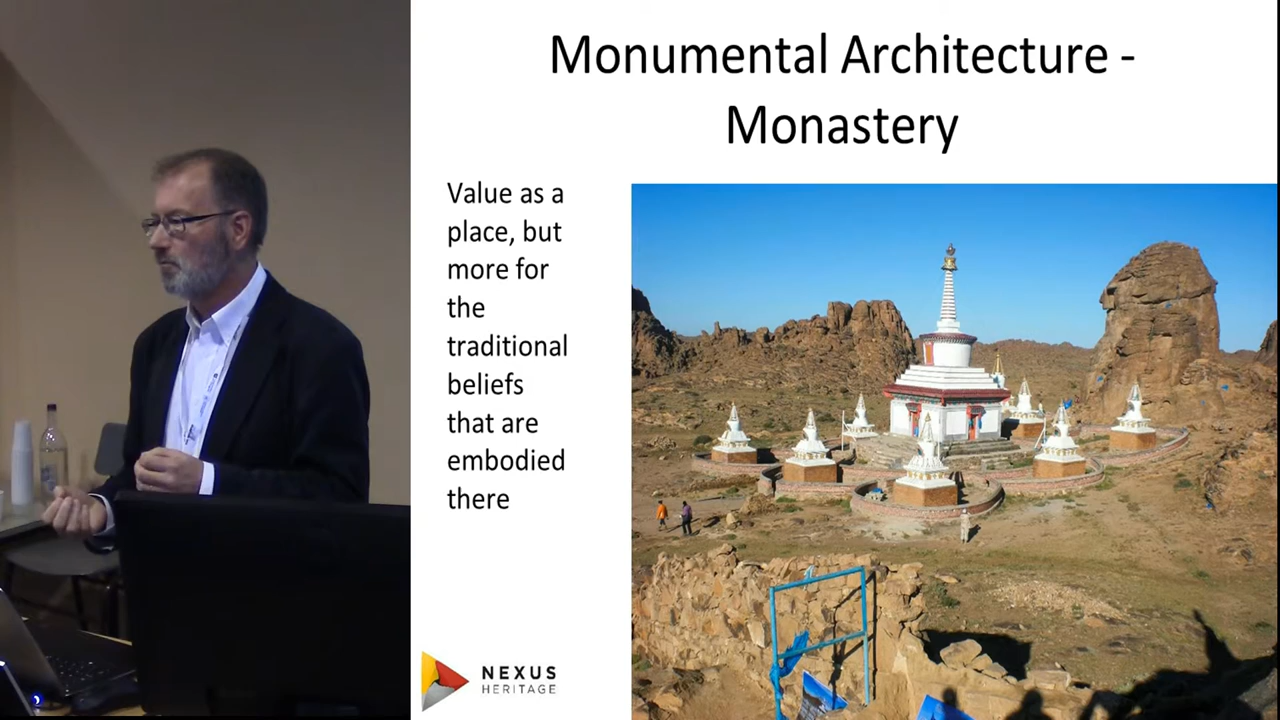 Monumental Architecture -
Monastery
Value as a
place, but
more for
the
traditional
beliefs
that are
embodied
there
NEXUS
HERITAGE